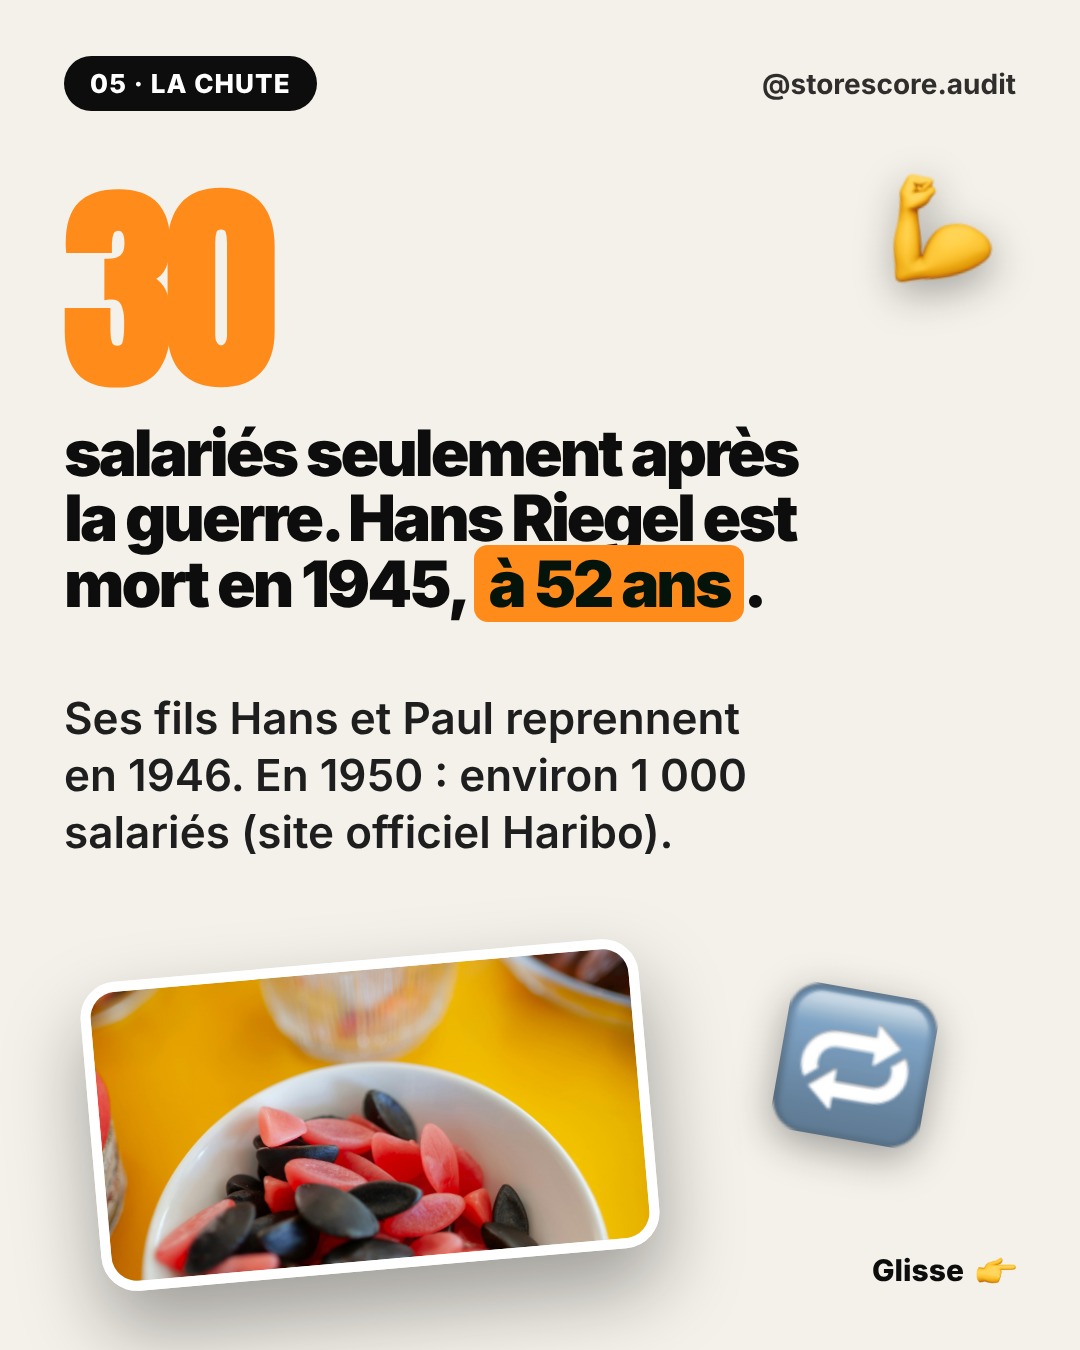 05 · LA CHUTE
@storescore.audit
30
salariés seulement après
la guerre. Hans Riegel est
mort en 1945, à 52 ans.
Ses fils Hans et Paul reprennent
en 1946. En 1950 : environ 1 000
salariés (site officiel Haribo).
Glisse 👉